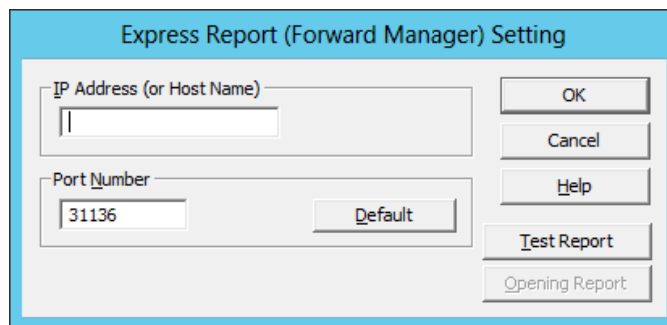 Express Report (Forward Manager) Setting
IP Address (or Host Name)
OK
Cancel
Port Number
31136
Default
Help
Test Report
Opening Report